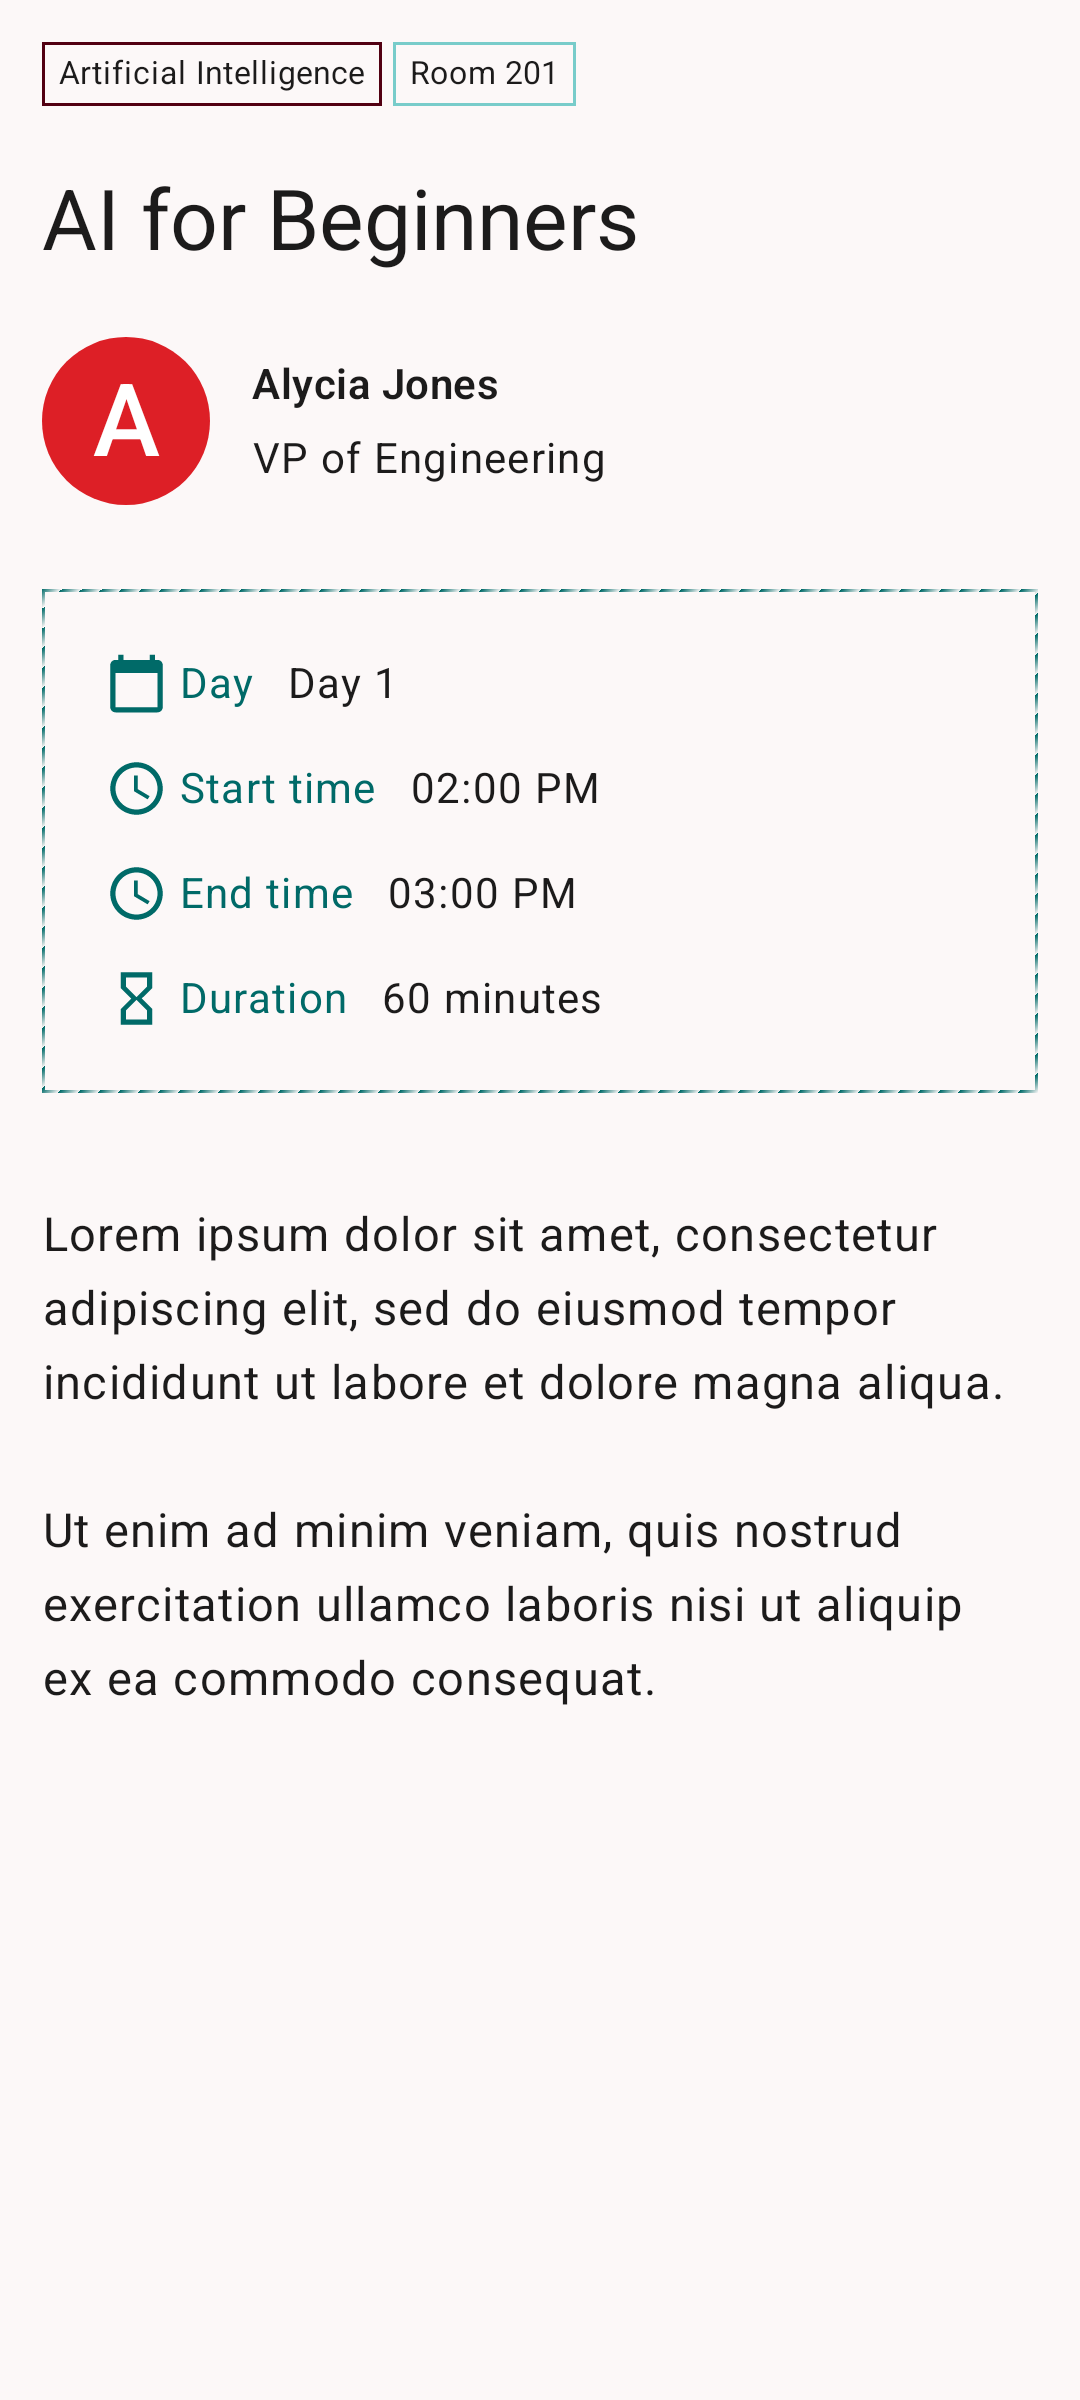 Artificial Intelligence Room 201
AI for Beginners
A
Alycia Jones
VP of Engineering
Day Day 1
Start time 02:00 PM
End time 03:00 PM
Duration 60 minutes
Lorem ipsum dolor sit amet, consectetur
adipiscing elit, sed do eiusmod tempor
incididunt ut labore et dolore magna aliqua.
Ut enim ad minim veniam, quis nostrud
exercitation ullamco laboris nisi ut aliquip
ex ea commodo consequat.